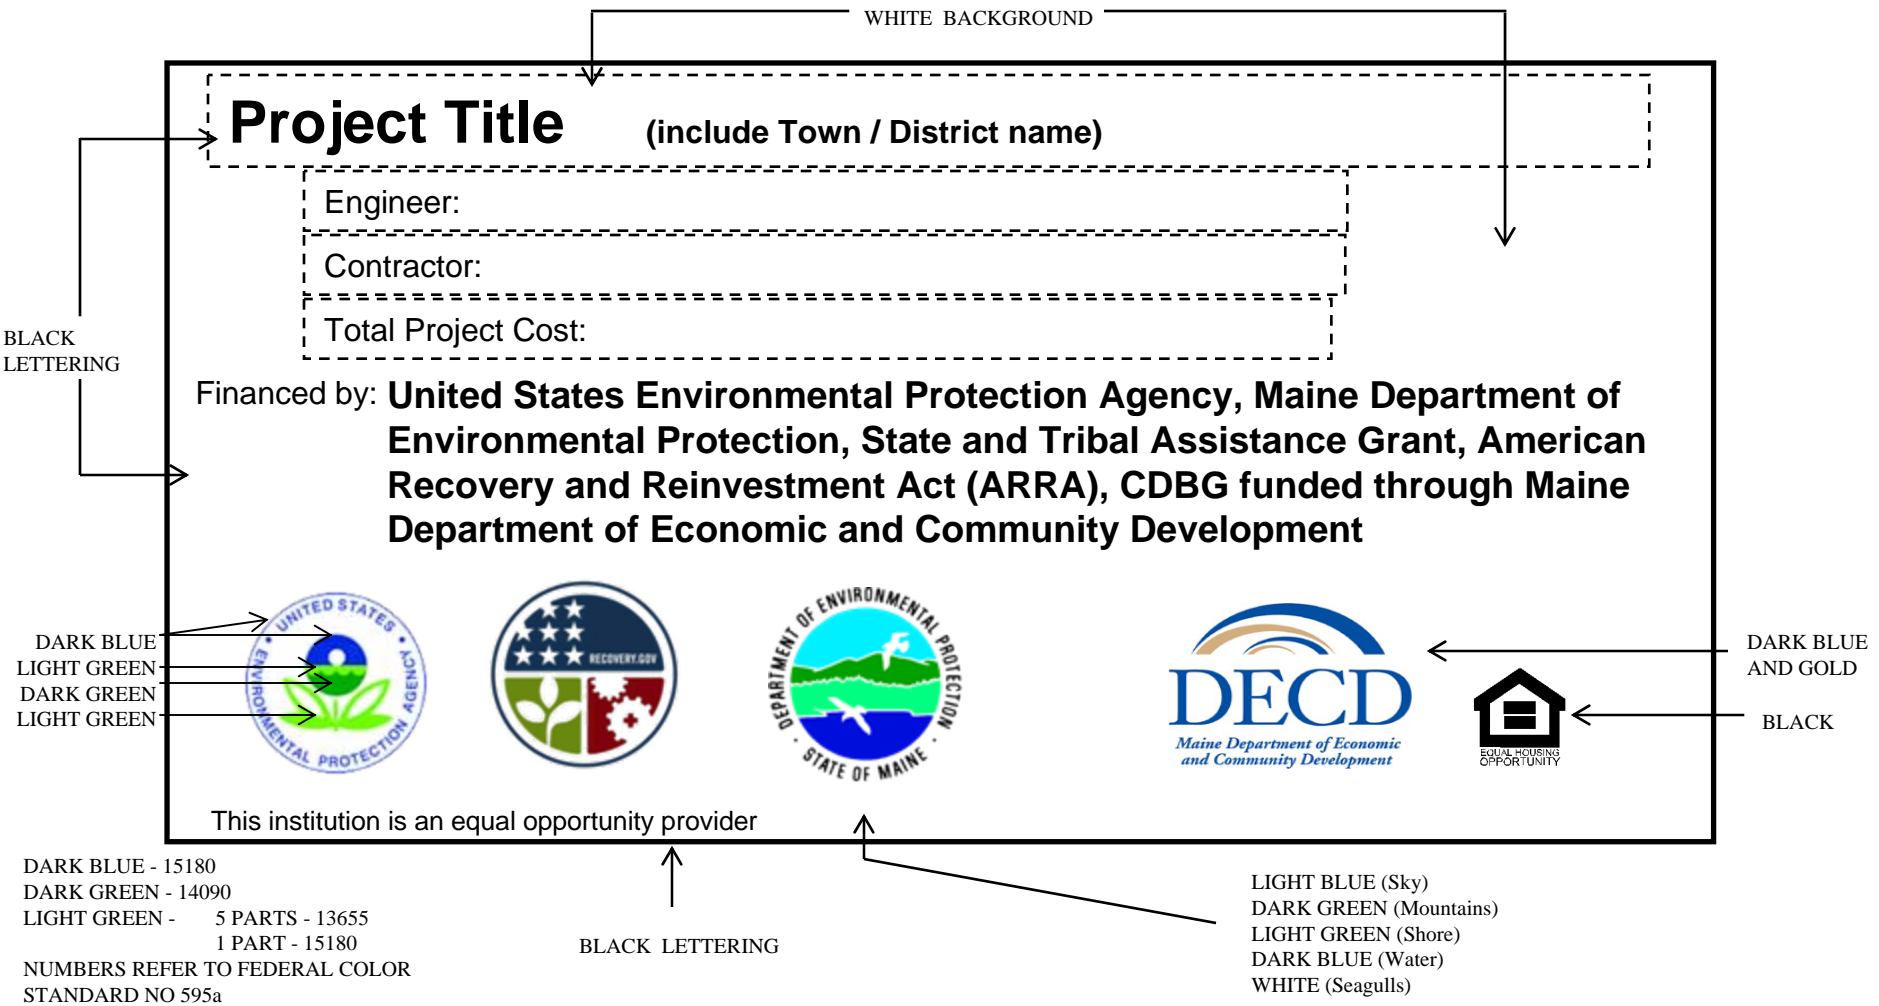 WHITE BACKGROUND
Project Title (include Town / District name)
Engineer:
Contractor:
Total Project Cost:
BLACK
LETTERING
Financed by: United States Environmental Protection Agency, Maine Department of
Environmental Protection, State and Tribal Assistance Grant, American
Recovery and Reinvestment Act (ARRA), CDBG funded through Maine
Department of Economic and Community Development
DARK BLUE
LIGHT GREEN
DARK GREEN
LIGHT GREEN
• UNITED STATES •
ENVIRONMENTAL PROTECTION AGENCY
RECOVERY.GOV
DEPARTMENT OF ENVIRONMENTAL PROTECTION
· STATE OF MAINE ·
DECD
Maine Department of Economic
and Community Development
EQUAL HOUSING
OPPORTUNITY
DARK BLUE
AND GOLD
BLACK
This institution is an equal opportunity provider
DARK BLUE - 15180
DARK GREEN - 14090
LIGHT GREEN - 5 PARTS - 13655
1 PART - 15180
NUMBERS REFER TO FEDERAL COLOR
STANDARD NO 595a
BLACK LETTERING
LIGHT BLUE (Sky)
DARK GREEN (Mountains)
LIGHT GREEN (Shore)
DARK BLUE (Water)
WHITE (Seagulls)